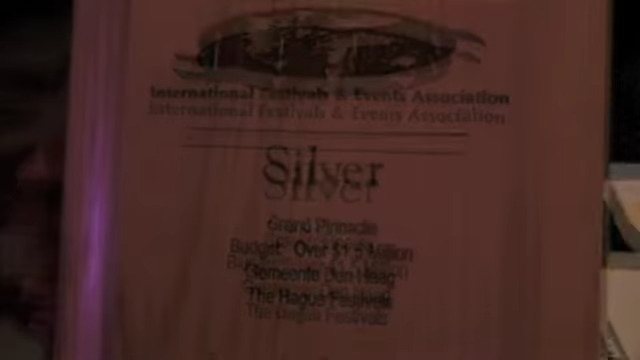 International Festivals & Events Association
Silver
Grand Pinnacle
Budget: Over $1.5 Million
Gemeente Den Haag
The Hague Festivals